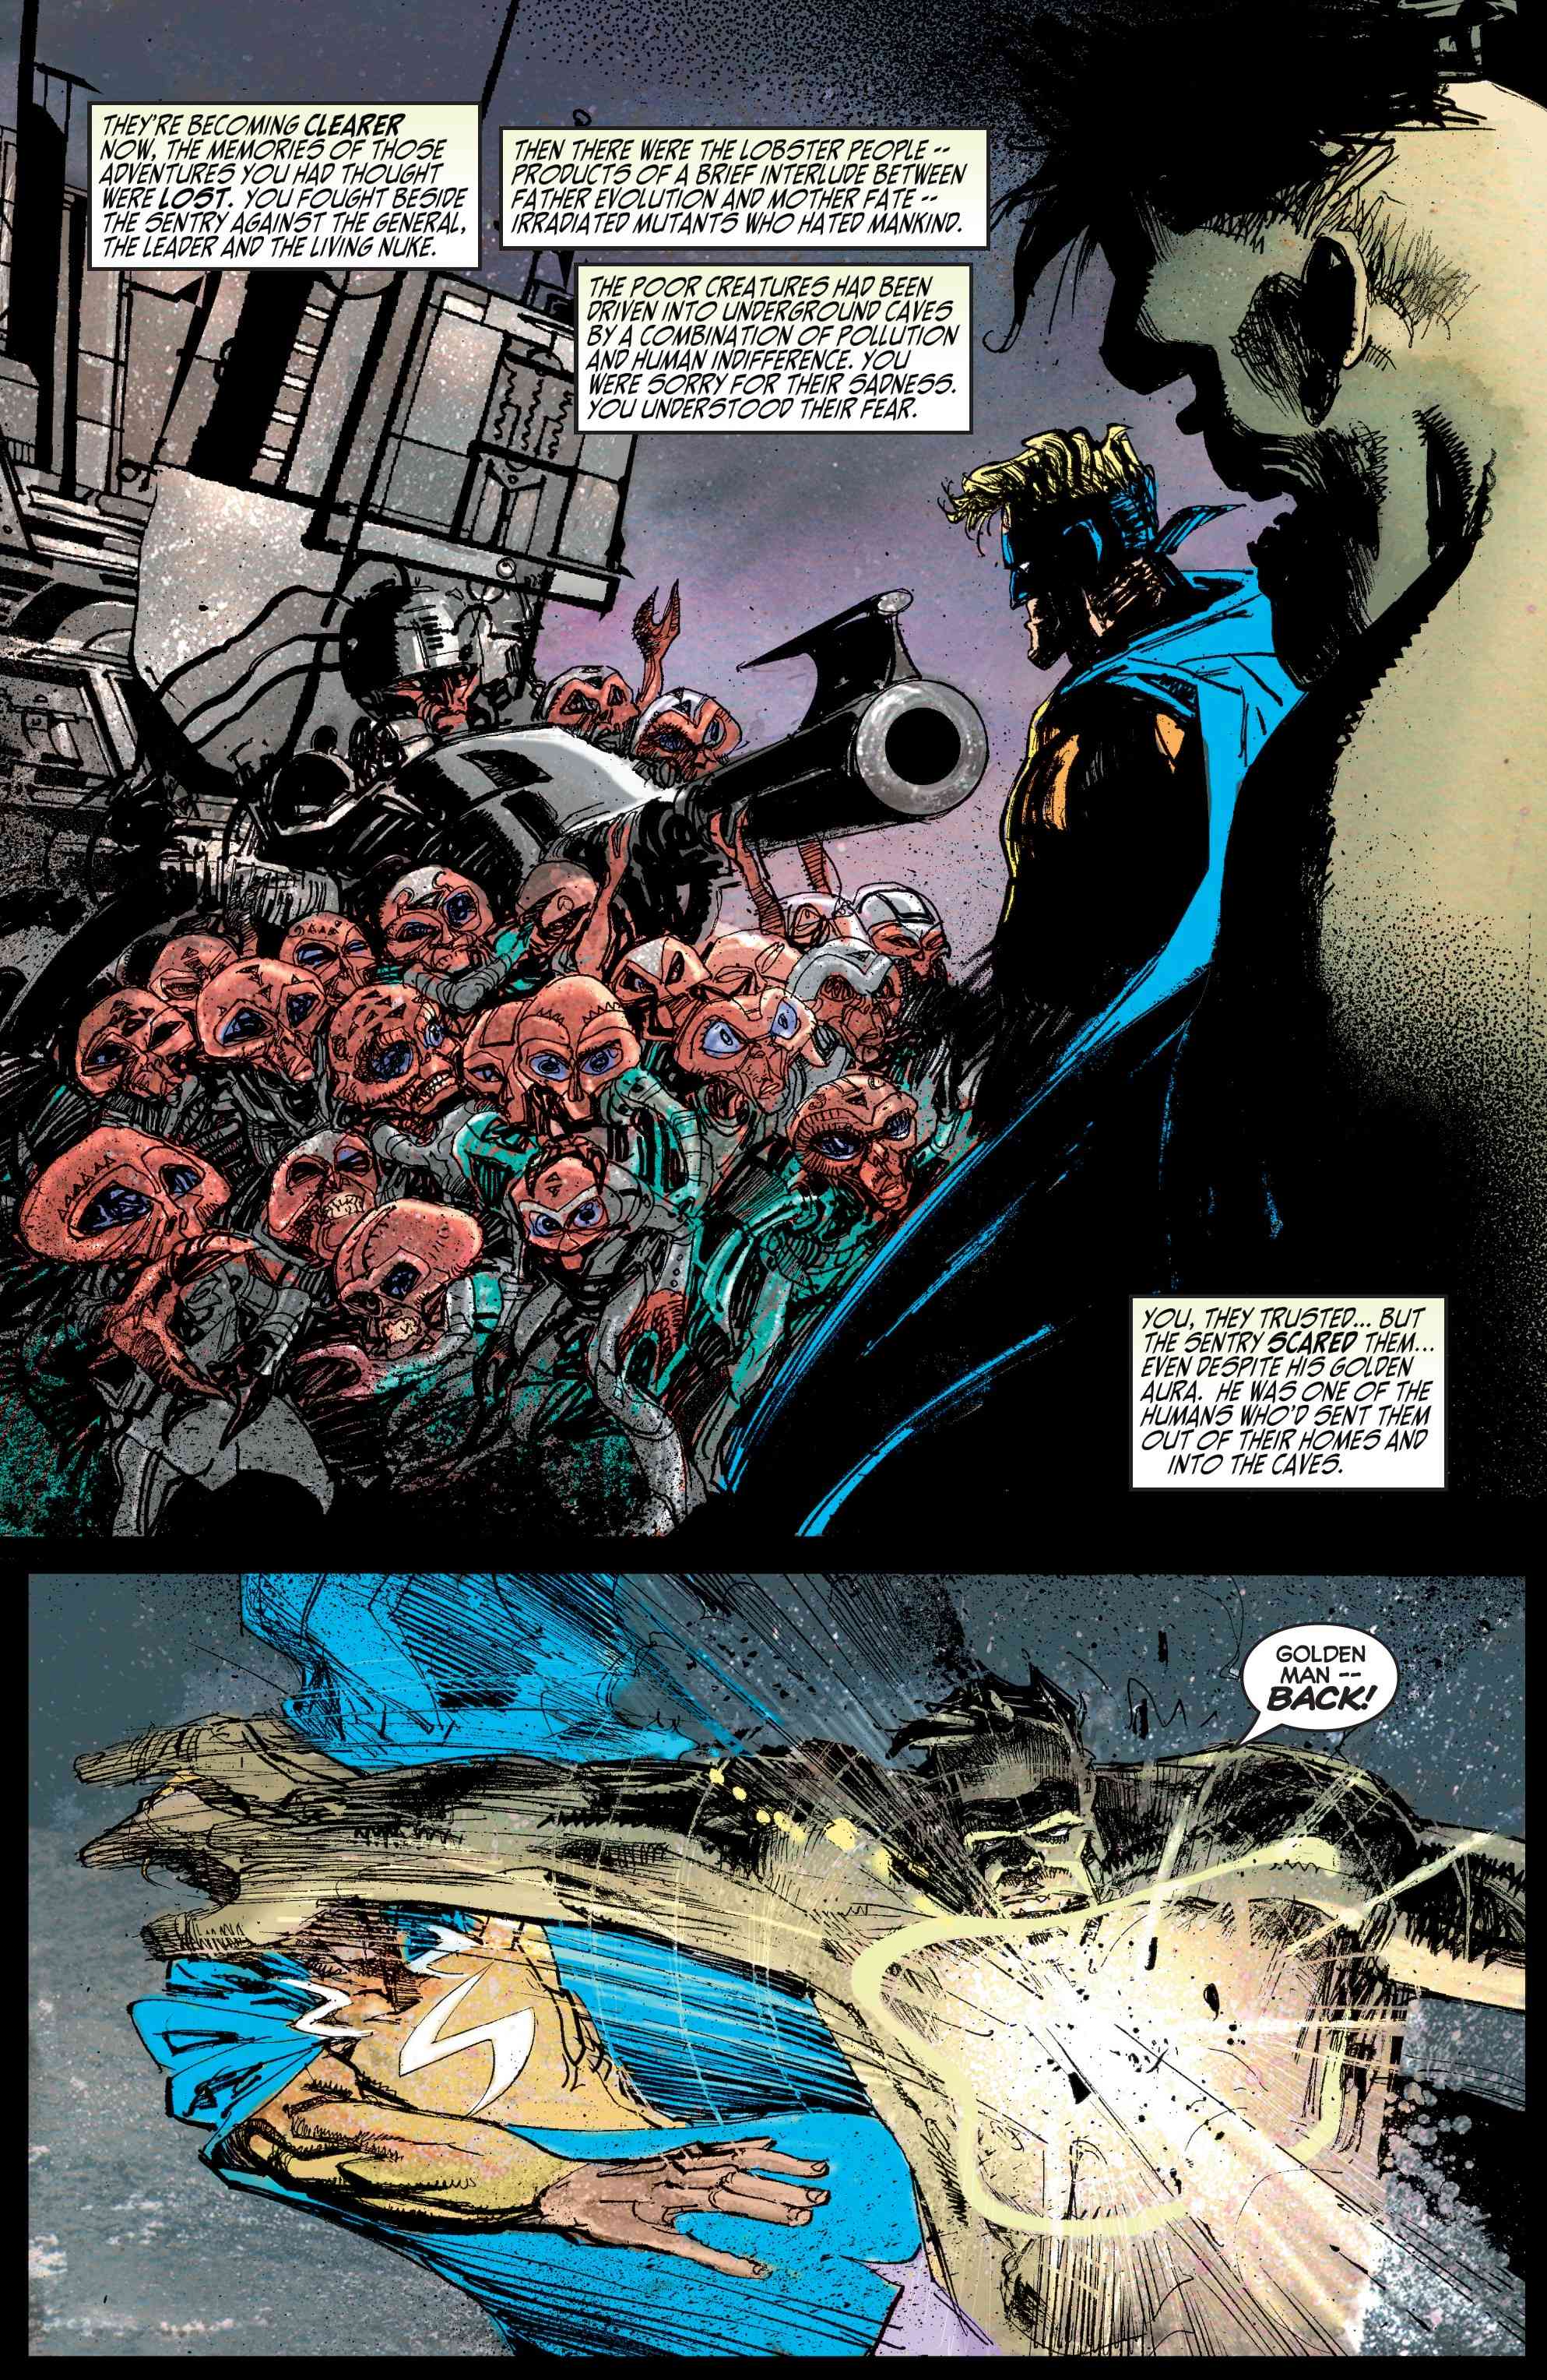 THEY'RE BECOMING CLEARER
NOW, THE MEMORIES OF THOSE
ADVENTURES YOU HAD THOUGHT
WERE LOST. YOU FOUGHT BESIDE
THE SENTRY AGAINST THE GENERAL,
THE LEADER AND THE LIVING NUKE.
THEN THERE WERE THE LOBSTER PEOPLE --
PRODUCTS OF A BRIEF INTERLUDE BETWEEN
FATHER EVOLUTION AND MOTHER FATE --
IRRADIATED MUTANTS WHO HATED MANKIND.
THE POOR CREATURES HAD BEEN
DRIVEN INTO UNDERGROUND CAVES
BY A COMBINATION OF POLLUTION
AND HUMAN INDIFFERENCE. YOU
WERE SORRY FOR THEIR SADNESS.
YOU UNDERSTOOD THEIR FEAR.
YOU, THEY TRUSTED... BUT
THE SENTRY SCARED THEM...
EVEN DESPITE HIS GOLDEN
AURA. HE WAS ONE OF THE
HUMANS WHO'D SENT THEM
OUT OF THEIR HOMES AND
INTO THE CAVES.
GOLDEN
MAN --
BACK!
S